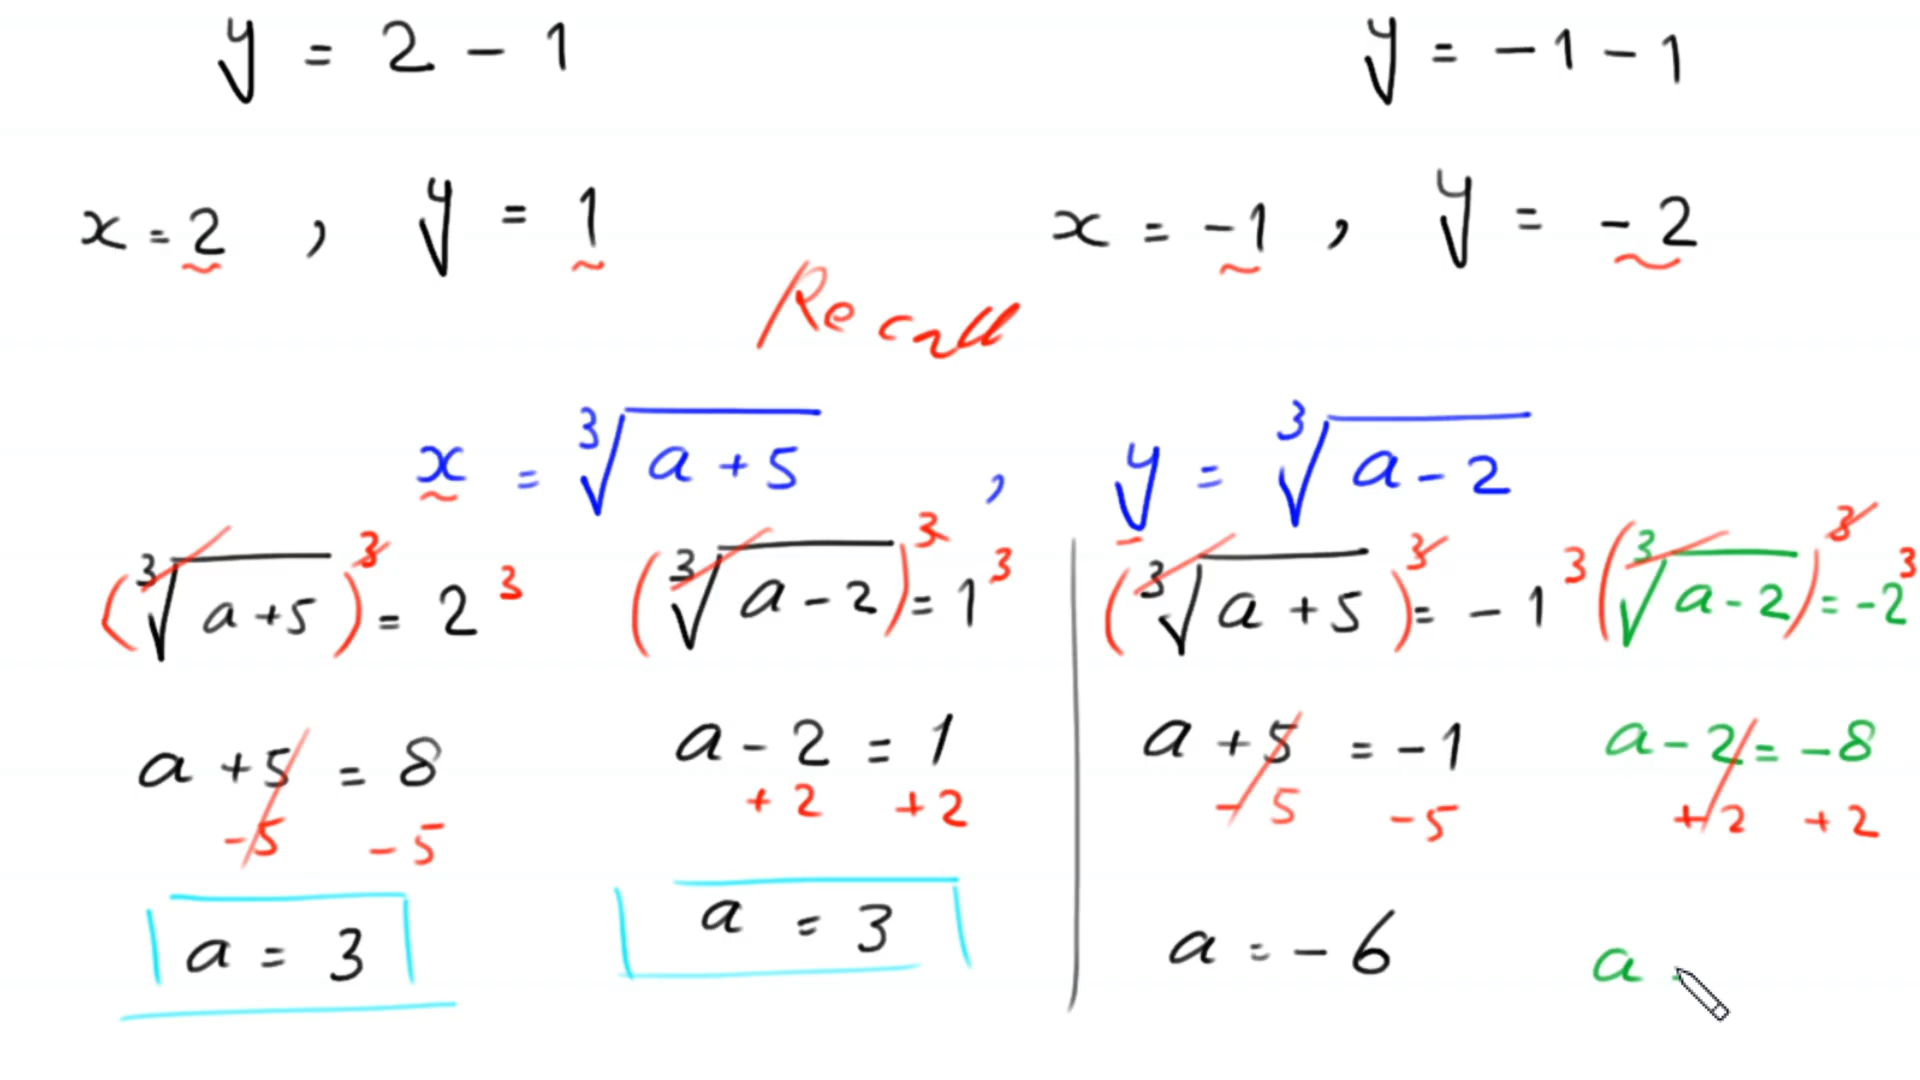 y = 2 - 1
y = -1 - 1
x = 2 , y = 1
x = -1 , y = -2
Recall
x = ∛(a + 5) , y = ∛(a - 2)
(∛(a + 5))³ = 2³
(∛(a - 2))³ = 1³
(∛(a + 5))³ = -1³
(∛(a - 2))³ = -2³
a + 5 = 8
-5 -5
a - 2 = 1
+2 +2
a + 5 = -1
-5 -5
a - 2 = -8
+2 +2
a = 3
a = 3
a = -6
a =